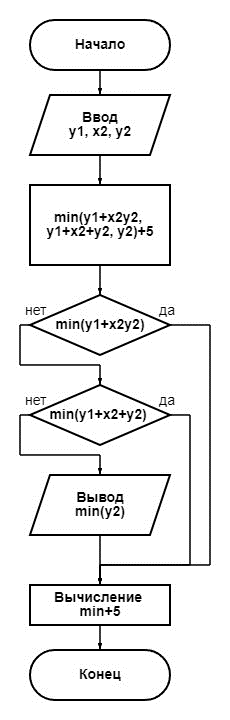 Начало
Ввод
y1, x2, y2
min(y1+x2y2,
y1+x2+y2, y2)+5
нет
да
min(y1+x2y2)
нет
да
min(y1+x2+y2)
Вывод
min(y2)
Вычисление
min+5
Конец